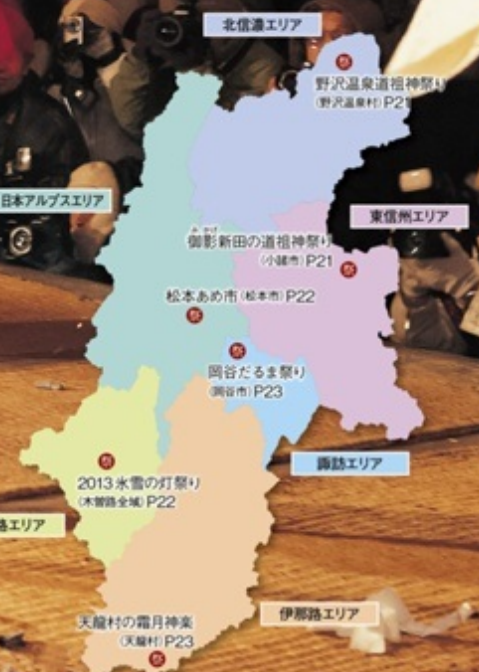 北信濃エリア
野沢温泉道祖神祭り
(野沢温泉村)P21
日本アルプスエリア
東信州エリア
御影新田の道祖神祭り
(小諸市)P21
祭
松本あめ市(松本市)P22
岡谷だるま祭り
(岡谷市)P23
諏訪エリア
2013氷雪の灯祭り
(木曽路全域)P22
路エリア
伊那路エリア
天龍村の霜月神楽
(天龍村)P23